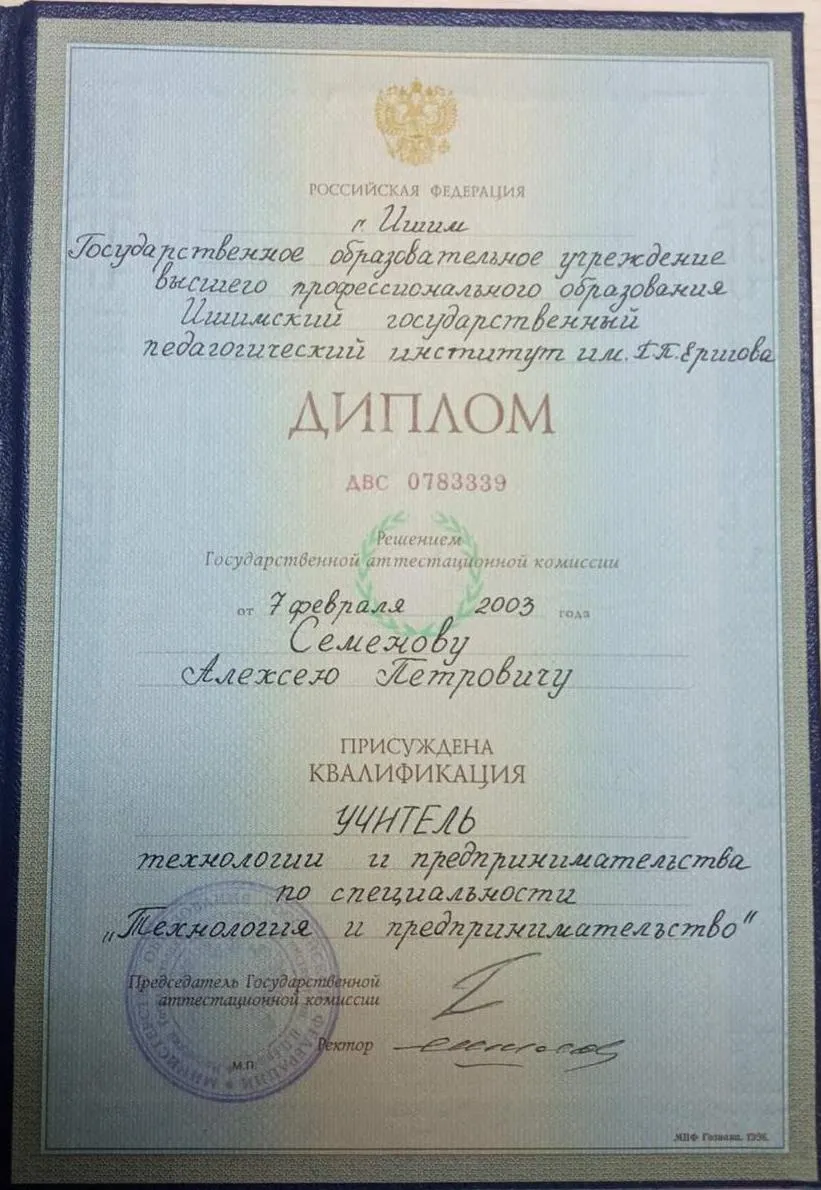 РОССИЙСКАЯ ФЕДЕРАЦИЯ
г. Ишим
Государственное образовательное учреждение
высшего профессионального образования
Ишимский государственный
педагогический институт им. П.П. Ершова
ДИПЛОМ
ДВС 0783339
Решением
Государственной аттестационной комиссии
от 7 февраля 2003 года
Семенову
Алексею Петровичу
ПРИСУЖДЕНА
КВАЛИФИКАЦИЯ
УЧИТЕЛЬ
технологии и предпринимательства
по специальности
„Технология и предпринимательство"
Председатель Государственной
аттестационной комиссии
Ректор
М.П.
МПФ Гознака. 1996.